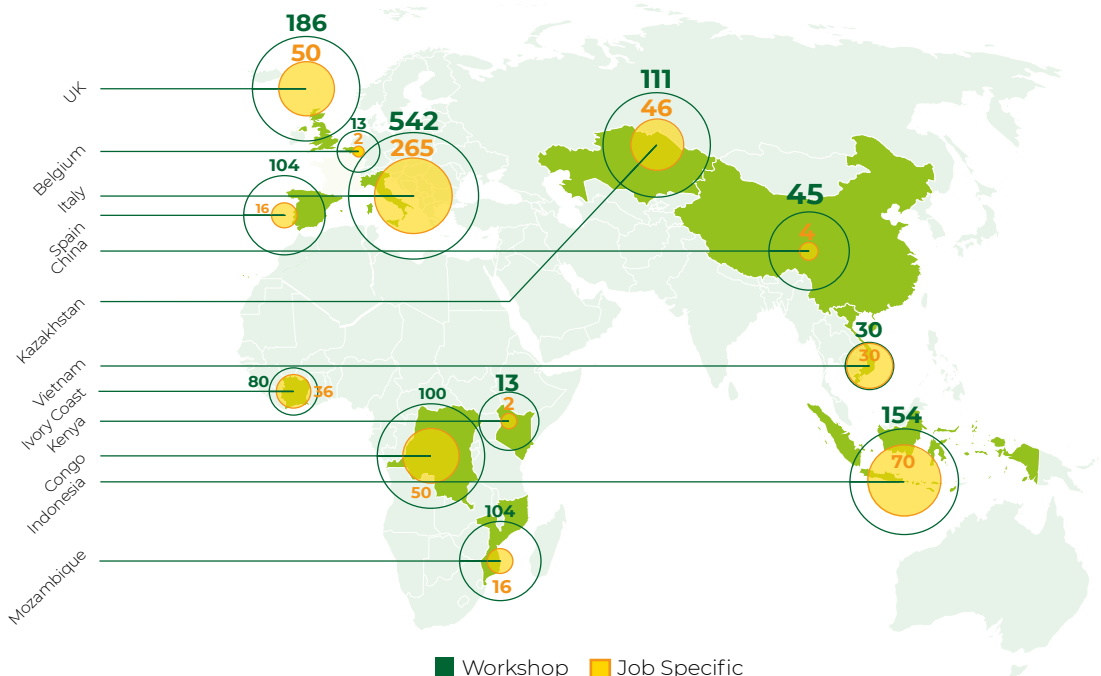 186
50
UK
111
46
13
2
542
265
Belgium
104
16
Italy
Spain
China
45
4
Kazakhstan
30
30
Vietnam
80
36
Ivory Coast
100
13
2
Kenya
154
70
Congo
50
Indonesia
104
16
Mozambique
Workshop Job Specific